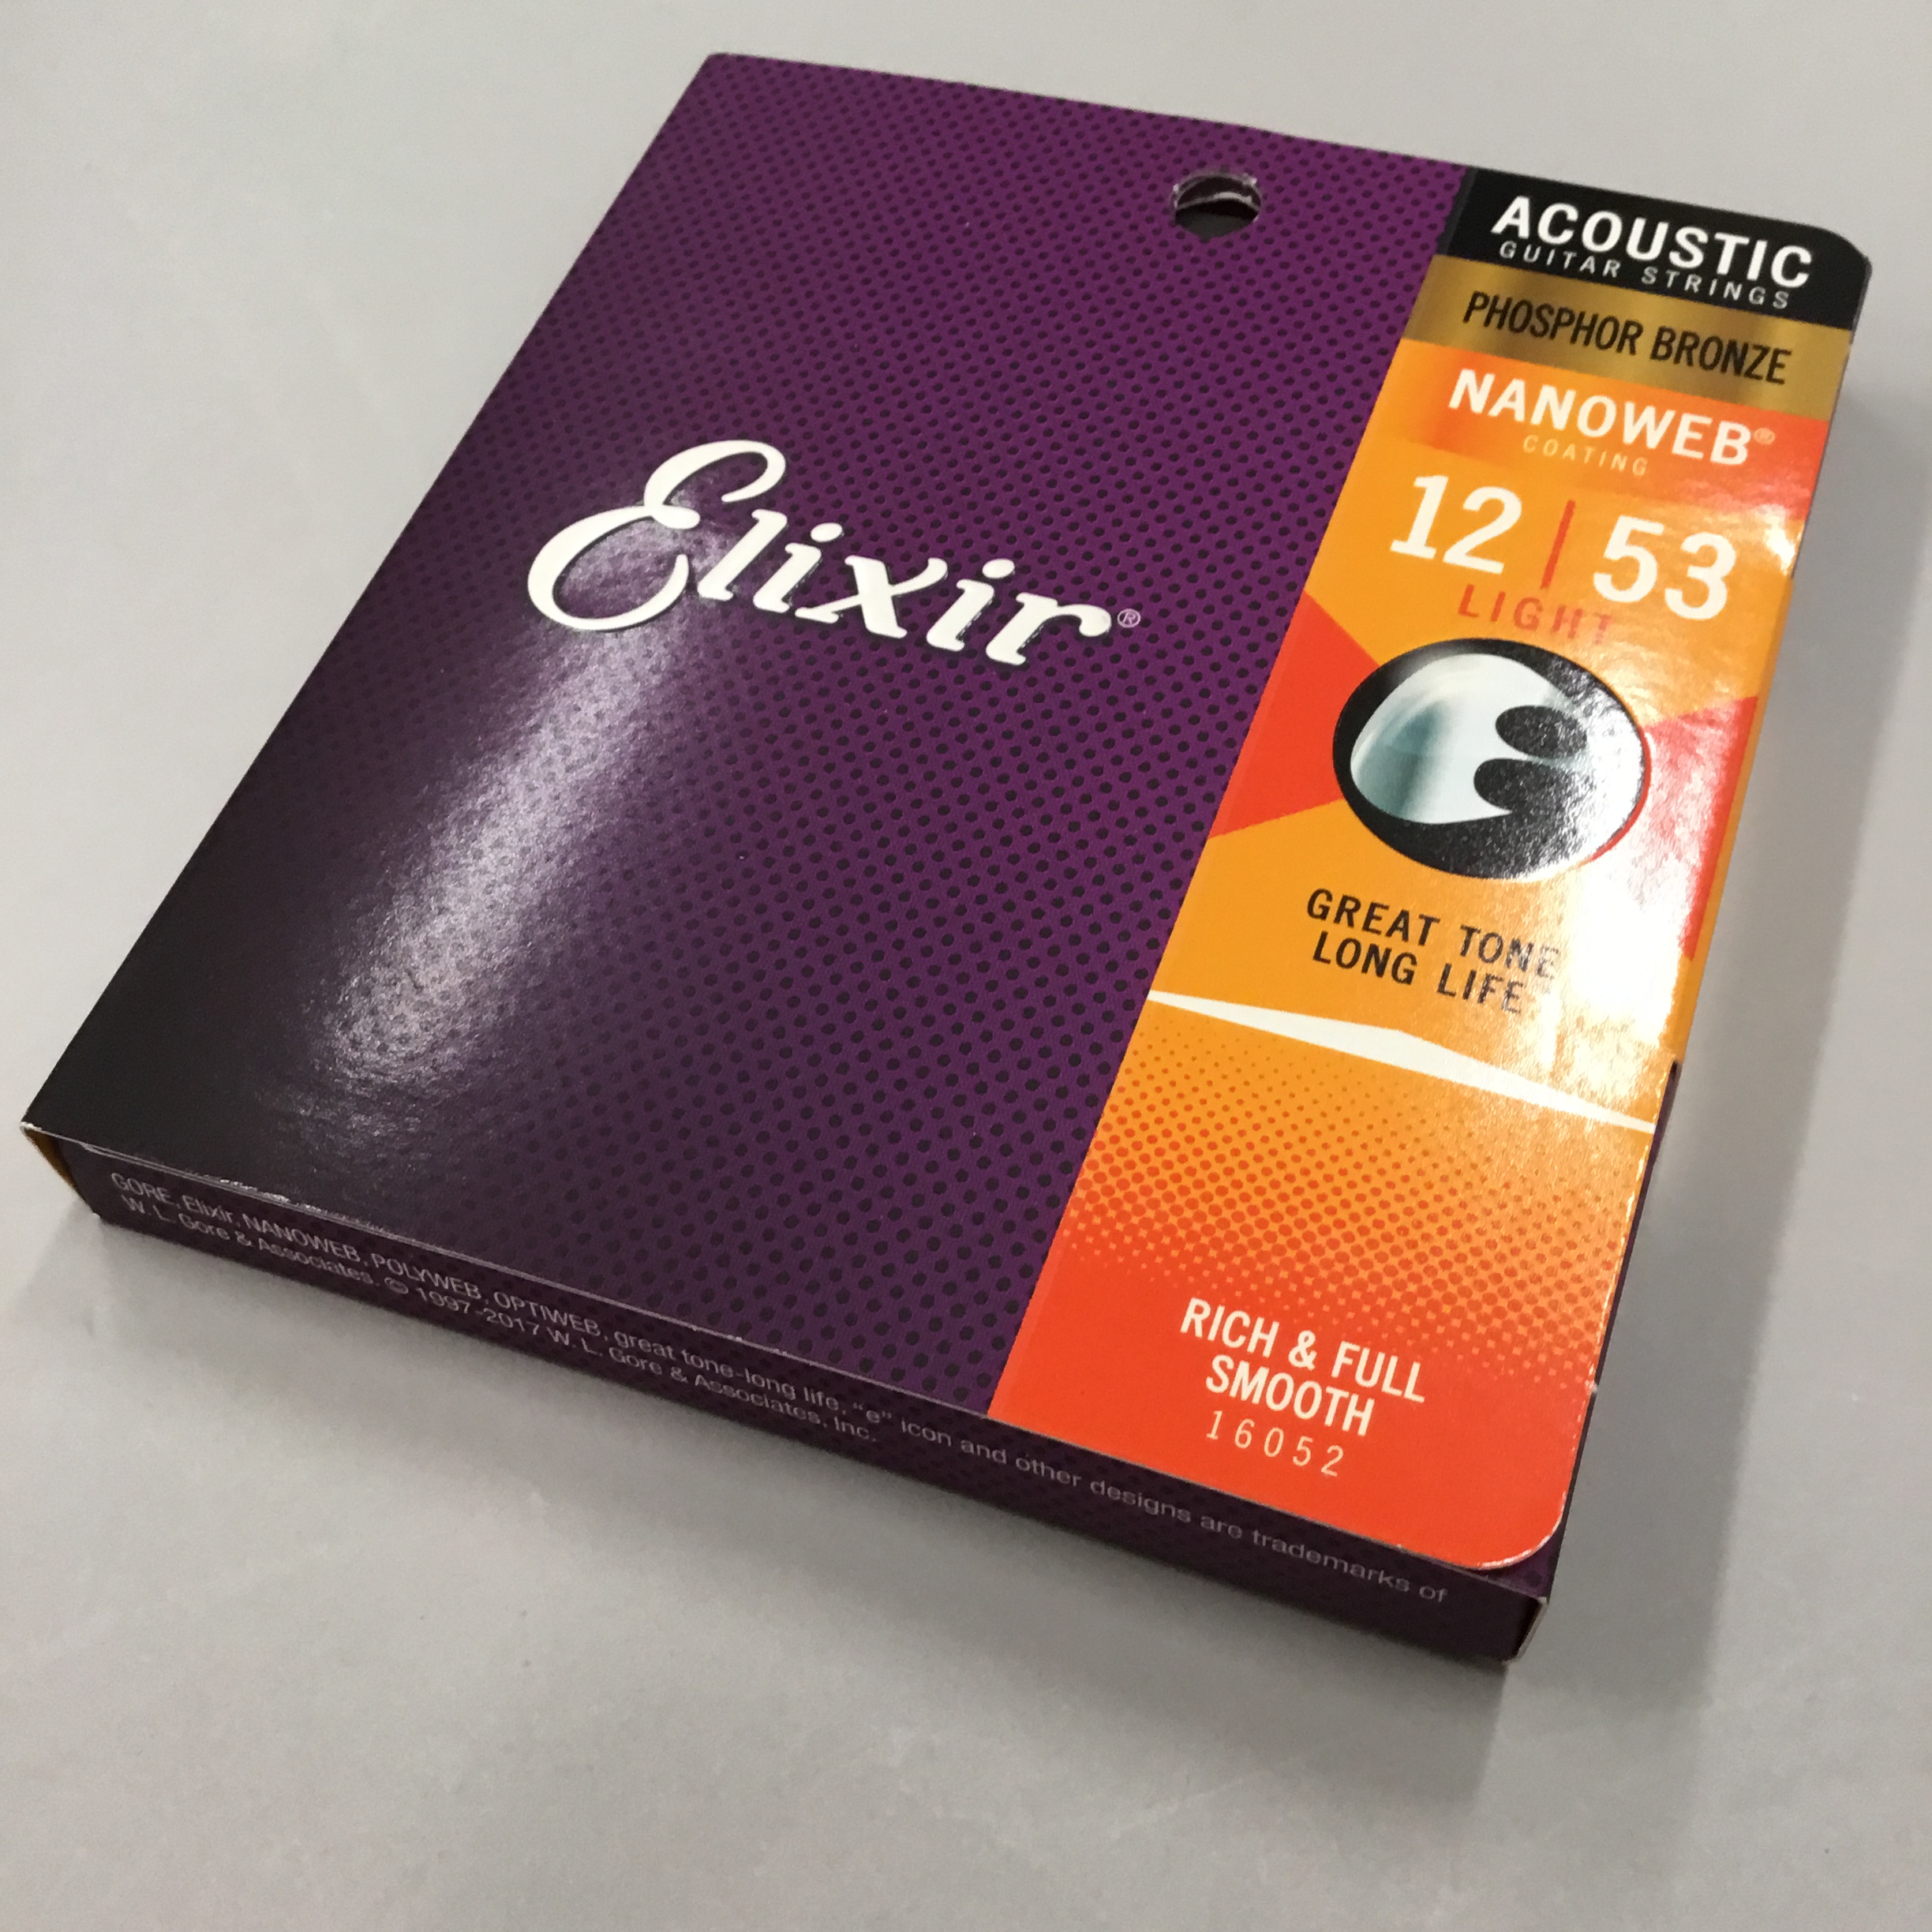 Elixir®
ACOUSTIC
GUITAR STRINGS
PHOSPHOR BRONZE
NANOWEB®
COATING
12 | 53
LIGHT
GREAT TONE
LONG LIFE
RICH & FULL
SMOOTH
16052
GORE, Elixir, NANOWEB, POLYWEB, OPTIWEB, great tone-long life, "e" icon and other designs are trademarks of
W. L. Gore & Associates. © 1997-2017 W. L. Gore & Associates, Inc.